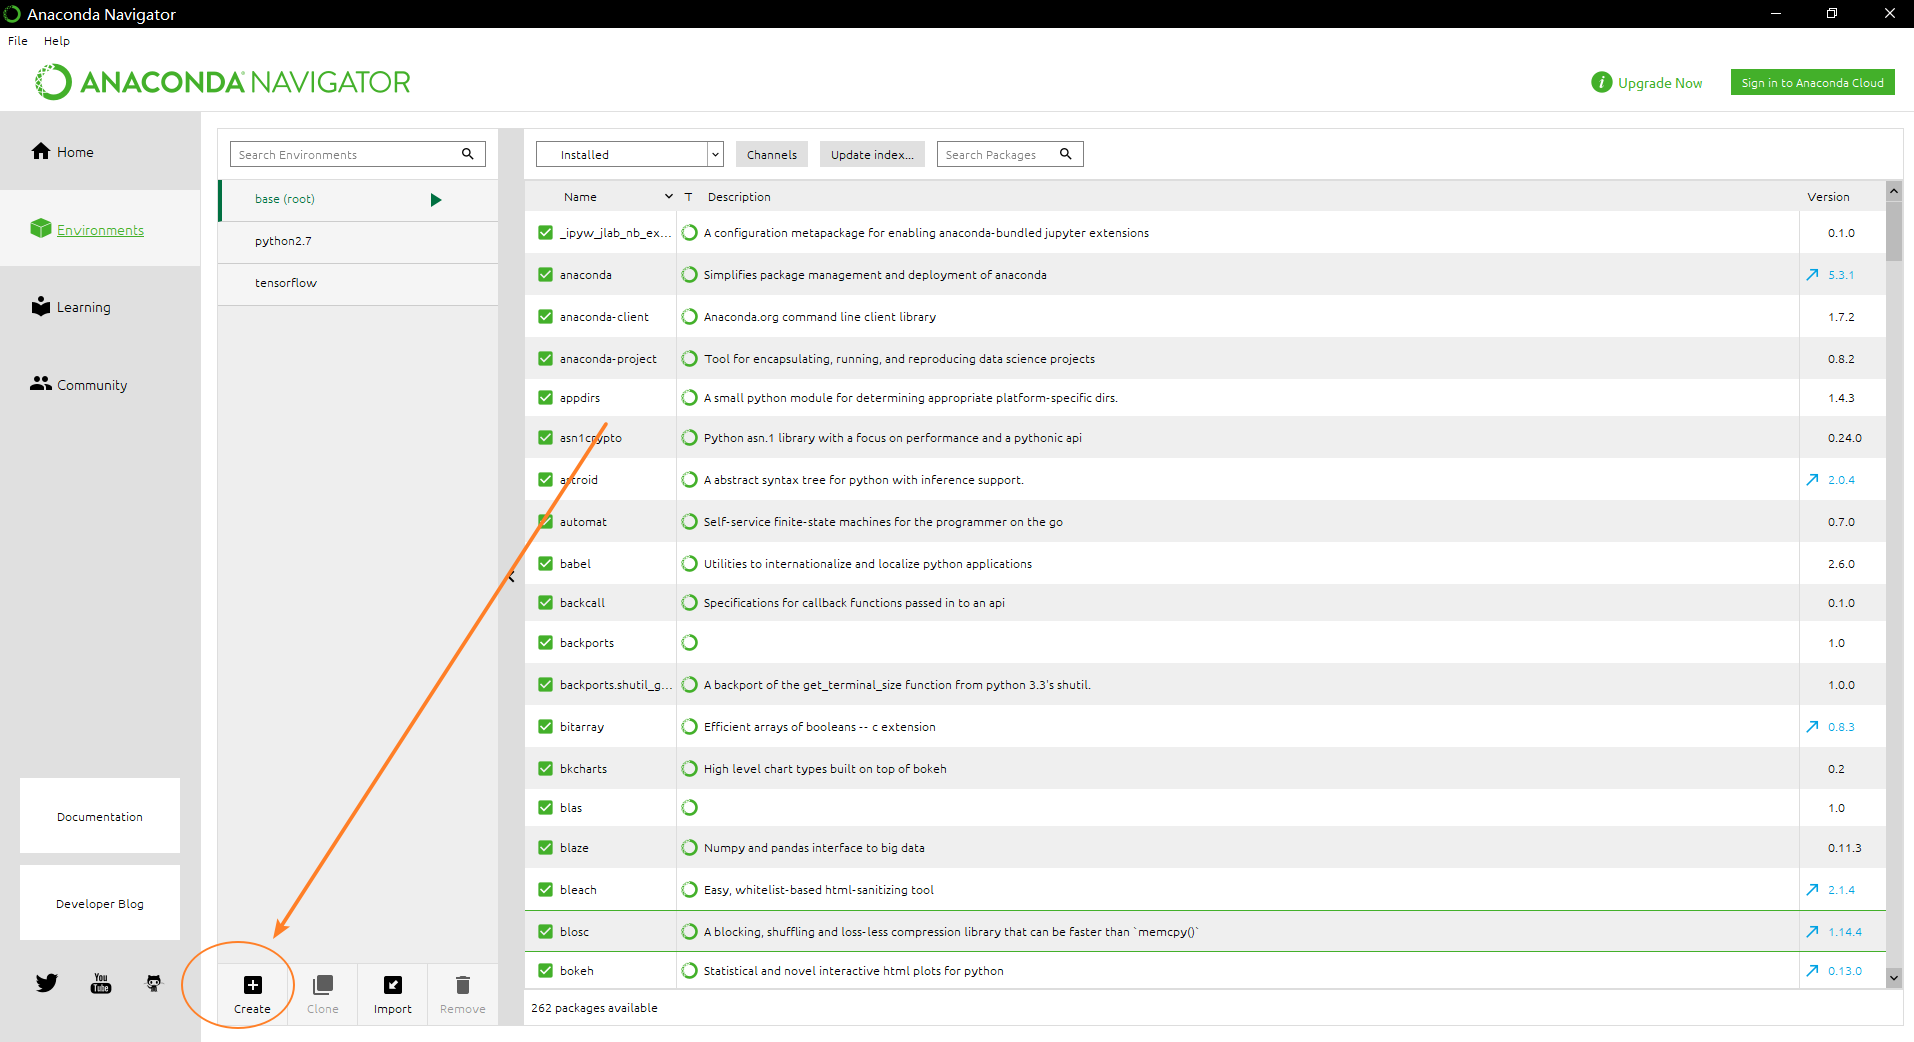 Anaconda Navigator
File Help
ANACONDA NAVIGATOR
Upgrade Now
Sign in to Anaconda Cloud
Home
Environments
Learning
Community
Documentation
Developer Blog
You
Tube
Search Environments
base (root)
python2.7
tensorflow
Create Clone Import Remove
Installed Channels Update index... Search Packages
Name T Description Version
_ipyw_jlab_nb_ex... A configuration metapackage for enabling anaconda-bundled jupyter extensions 0.1.0
anaconda Simplifies package management and deployment of anaconda 5.3.1
anaconda-client Anaconda.org command line client library 1.7.2
anaconda-project Tool for encapsulating, running, and reproducing data science projects 0.8.2
appdirs A small python module for determining appropriate platform-specific dirs. 1.4.3
asn1crypto Python asn.1 library with a focus on performance and a pythonic api 0.24.0
astroid A abstract syntax tree for python with inference support. 2.0.4
automat Self-service finite-state machines for the programmer on the go 0.7.0
babel Utilities to internationalize and localize python applications 2.6.0
backcall Specifications for callback functions passed in to an api 0.1.0
backports 1.0
backports.shutil_g... A backport of the get_terminal_size function from python 3.3's shutil. 1.0.0
bitarray Efficient arrays of booleans -- c extension 0.8.3
bkcharts High level chart types built on top of bokeh 0.2
blas 1.0
blaze Numpy and pandas interface to big data 0.11.3
bleach Easy, whitelist-based html-sanitizing tool 2.1.4
blosc A blocking, shuffling and loss-less compression library that can be faster than `memcpy()` 1.14.4
bokeh Statistical and novel interactive html plots for python 0.13.0
262 packages available